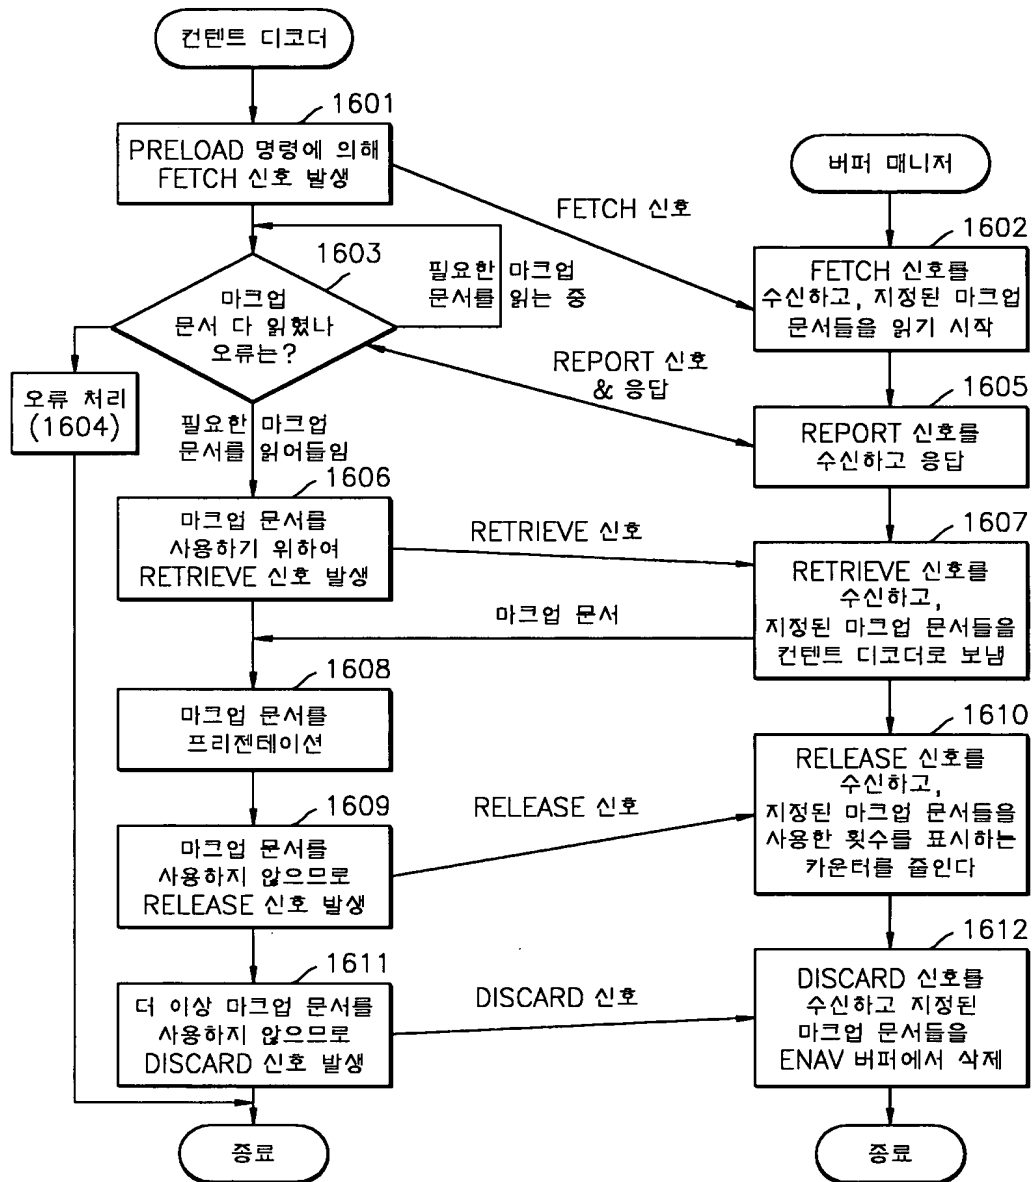 컨텐트 디코더
1601
PRELOAD 명령에 의해
FETCH 신호 발생
버퍼 매니저
FETCH 신호
1602
FETCH 신호를
수신하고, 지정된 마크업
문서들을 읽기 시작
1603
마크업
문서 다 읽혔나
오류는?
필요한 마크업
문서를 읽는 중
REPORT 신호
& 응답
오류 처리
(1604)
1605
REPORT 신호를
수신하고 응답
필요한 마크업
문서를 읽어들임
1606
마크업 문서를
사용하기 위하여
RETRIEVE 신호 발생
RETRIEVE 신호
1607
RETRIEVE 신호를
수신하고,
지정된 마크업 문서들을
컨텐트 디코더로 보냄
마크업 문서
1608
마크업 문서를
프리젠테이션
1610
RELEASE 신호를
수신하고,
지정된 마크업 문서들을
사용한 횟수를 표시하는
카운터를 줄인다
1609
마크업 문서를
사용하지 않으므로
RELEASE 신호 발생
RELEASE 신호
1611
더 이상 마크업 문서를
사용하지 않으므로
DISCARD 신호 발생
DISCARD 신호
1612
DISCARD 신호를
수신하고 지정된
마크업 문서들을
ENAV 버퍼에서 삭제
종료
종료